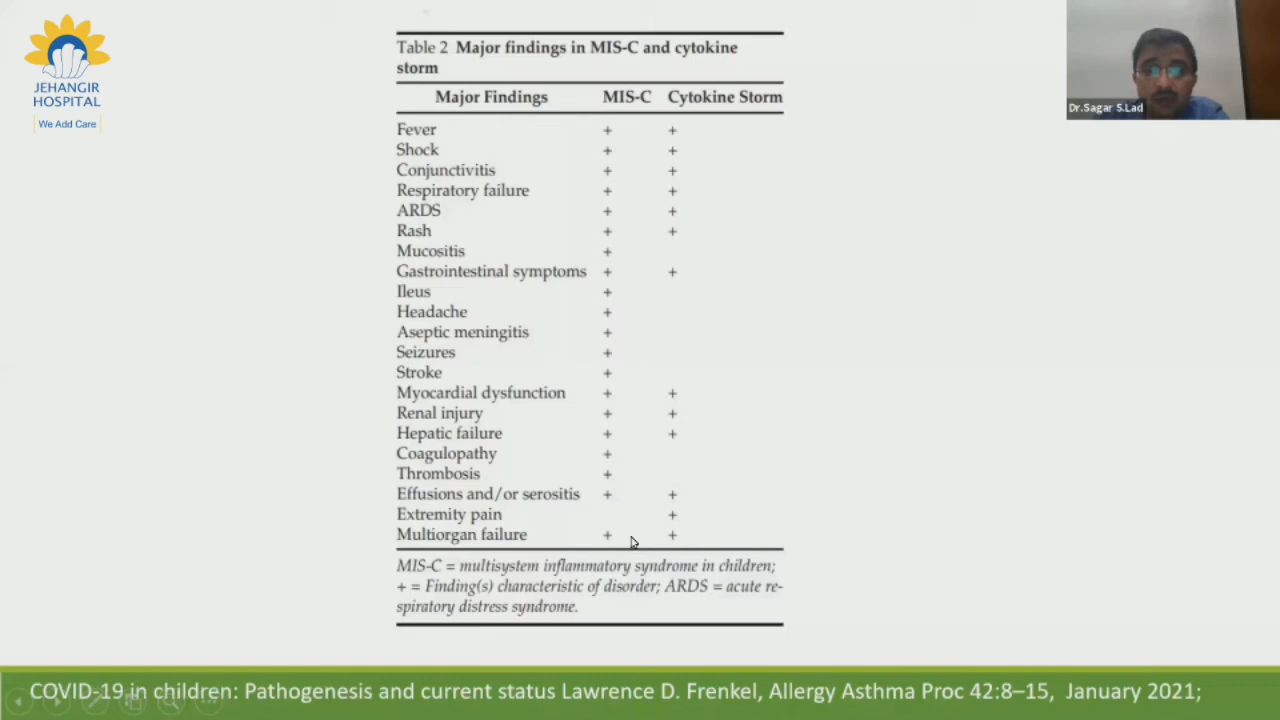 JEHANGIR
HOSPITAL
We Add Care
Dr.Sagar S.Lad
Table 2 Major findings in MIS-C and cytokine
storm
Major Findings MIS-C Cytokine Storm
Fever + +
Shock + +
Conjunctivitis + +
Respiratory failure + +
ARDS + +
Rash + +
Mucositis +
Gastrointestinal symptoms + +
Ileus +
Headache +
Aseptic meningitis +
Seizures +
Stroke +
Myocardial dysfunction + +
Renal injury + +
Hepatic failure + +
Coagulopathy +
Thrombosis +
Effusions and/or serositis + +
Extremity pain +
Multiorgan failure + +
MIS-C = multisystem inflammatory syndrome in children;
+ = Finding(s) characteristic of disorder; ARDS = acute re-
spiratory distress syndrome.
COVID-19 in children: Pathogenesis and current status Lawrence D. Frenkel, Allergy Asthma Proc 42:8–15, January 2021;